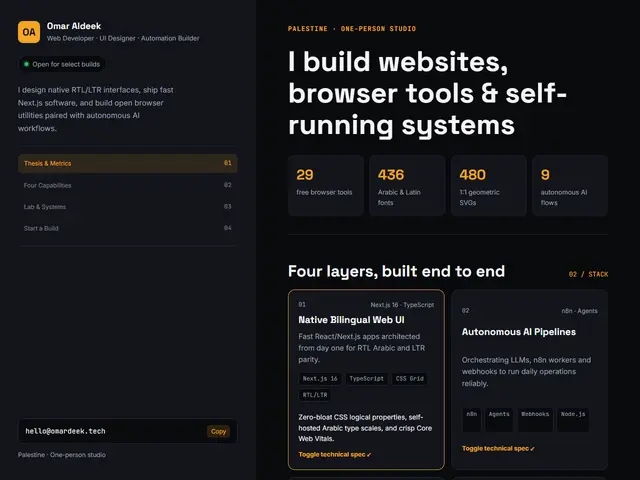 OA
Omar Aldeek
Web Developer · UI Designer · Automation Builder
Open for select builds
I design native RTL/LTR interfaces, ship fast
Next.js software, and build open browser
utilities paired with autonomous AI
workflows.
Thesis & Metrics 01
Four Capabilities 02
Lab & Systems 03
Start a Build 04
hello@omardeek.tech Copy
Palestine · One-person studio
PALESTINE · ONE-PERSON STUDIO
I build websites,
browser tools & self-
running systems
29
free browser tools
436
Arabic & Latin
fonts
480
1:1 geometric
SVGs
9
autonomous AI
flows
Four layers, built end to end 02 / STACK
01 Next.js 16 · TypeScript
Native Bilingual Web UI
Fast React/Next.js apps architected
from day one for RTL Arabic and LTR
parity.
Next.js 16 TypeScript CSS Grid
RTL/LTR
Zero-bloat CSS logical properties, self-
hosted Arabic type scales, and crisp Core
Web Vitals.
Toggle technical spec ↙
02 n8n · Agents
Autonomous AI Pipelines
Orchestrating LLMs, n8n workers and
webhooks to run daily operations
reliably.
n8n Agents Webhooks Node.js
Toggle technical spec ↙